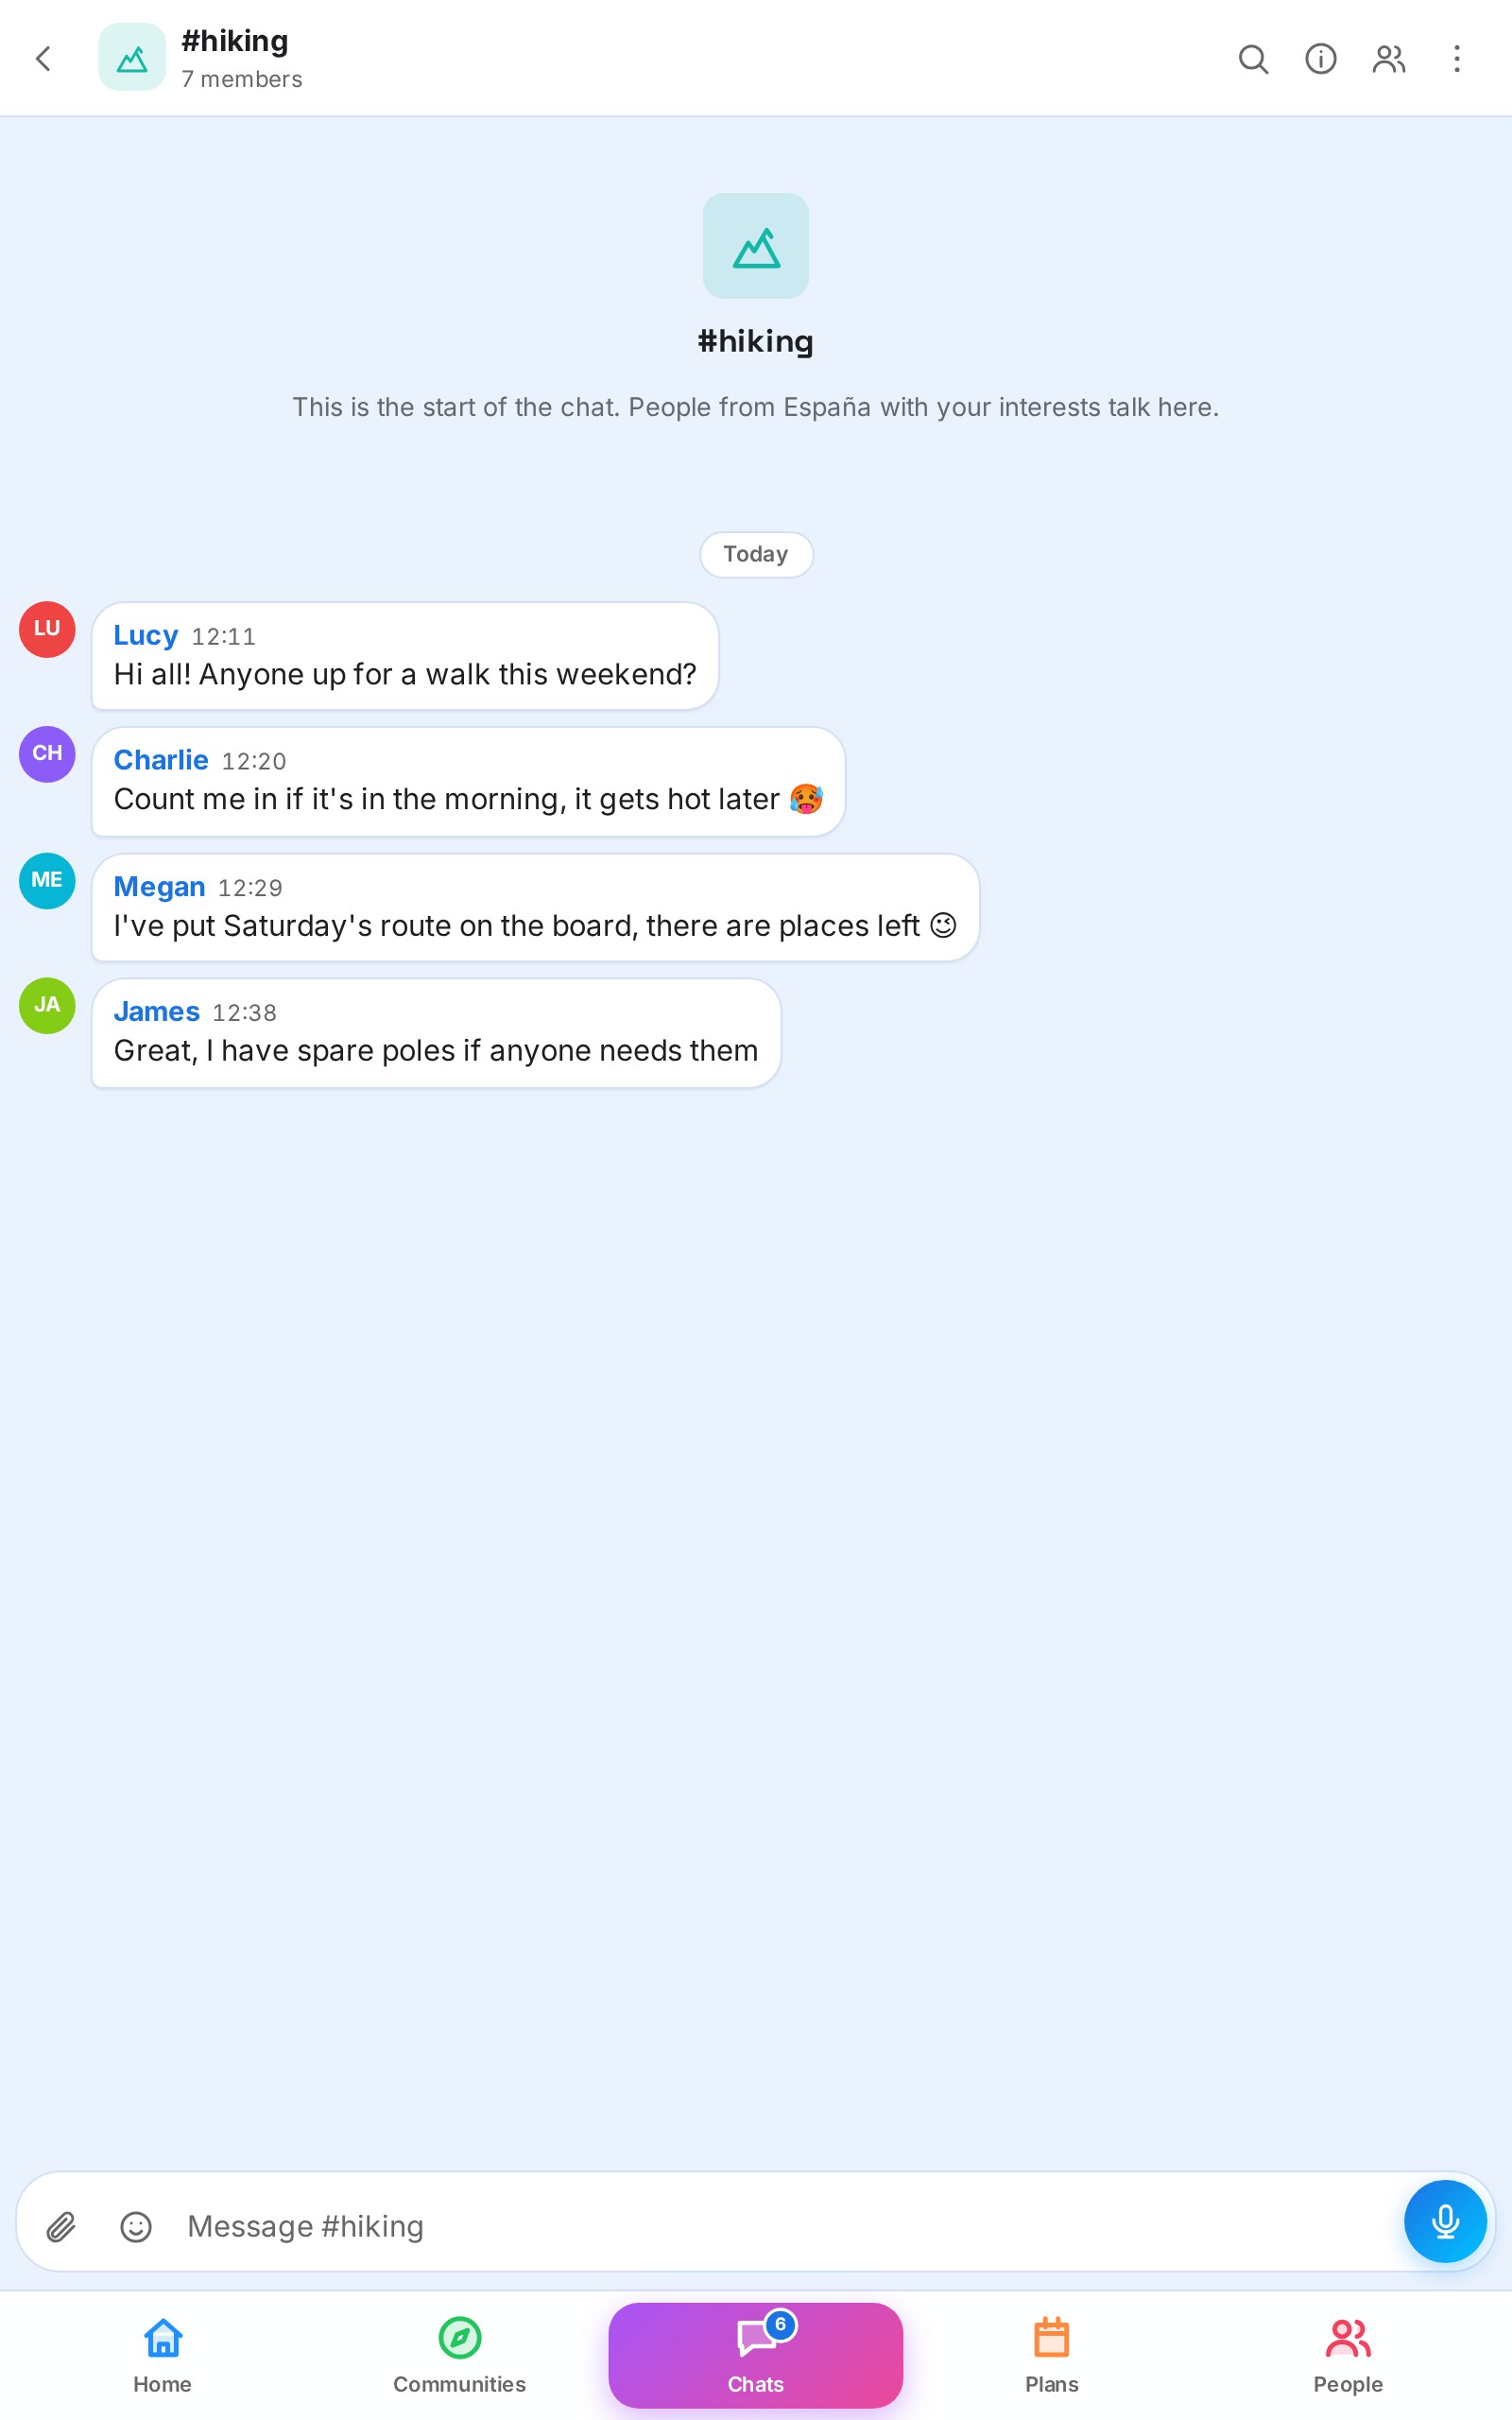 #hiking
7 members
#hiking
This is the start of the chat. People from España with your interests talk here.
Today
LU
Lucy 12:11
Hi all! Anyone up for a walk this weekend?
CH
Charlie 12:20
Count me in if it's in the morning, it gets hot later 🥵
ME
Megan 12:29
I've put Saturday's route on the board, there are places left 😉
JA
James 12:38
Great, I have spare poles if anyone needs them
Message #hiking
6
Home
Communities
Chats
Plans
People